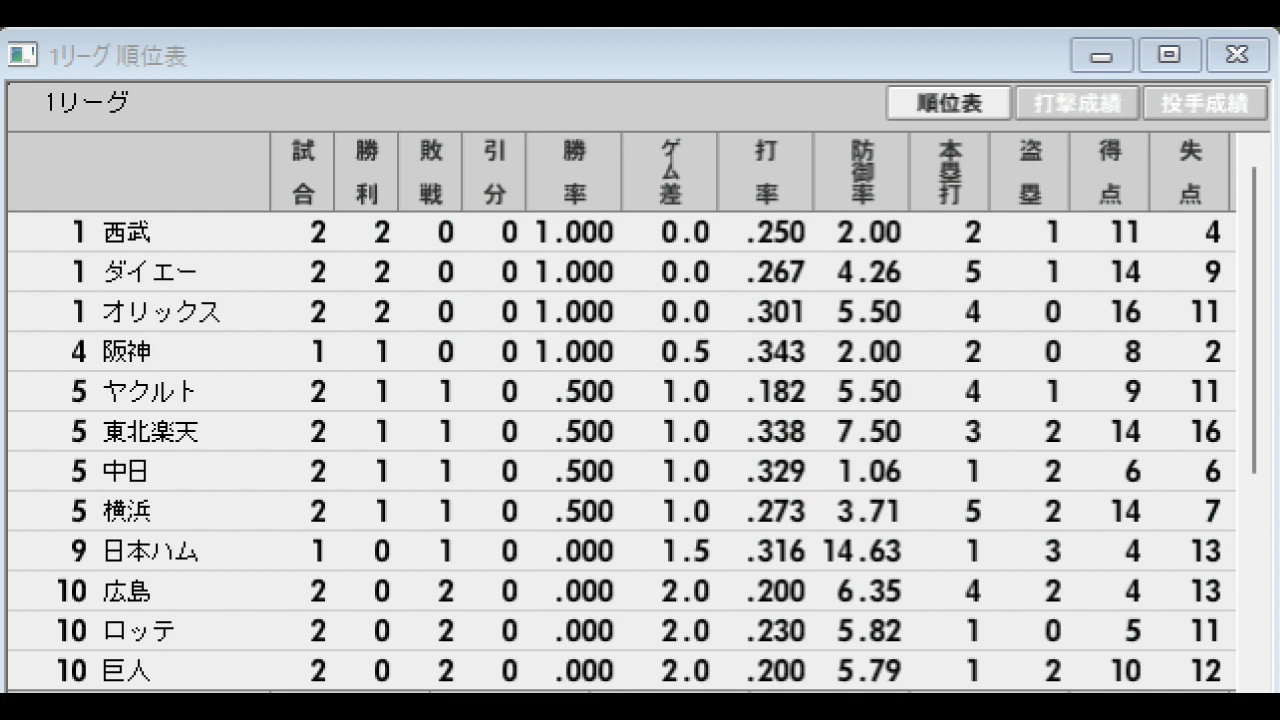 1リーグ 順位表
1リーグ 順位表 打撃成績 投手成績
試合 勝利 敗戦 引分 勝率 ゲーム差 打率 防御率 本塁打 盗塁 得点 失点
1 西武 2 2 0 0 1.000 0.0 .250 2.00 2 1 11 4
1 ダイエー 2 2 0 0 1.000 0.0 .267 4.26 5 1 14 9
1 オリックス 2 2 0 0 1.000 0.0 .301 5.50 4 0 16 11
4 阪神 1 1 0 0 1.000 0.5 .343 2.00 2 0 8 2
5 ヤクルト 2 1 1 0 .500 1.0 .182 5.50 4 1 9 11
5 東北楽天 2 1 1 0 .500 1.0 .338 7.50 3 2 14 16
5 中日 2 1 1 0 .500 1.0 .329 1.06 1 2 6 6
5 横浜 2 1 1 0 .500 1.0 .273 3.71 5 2 14 7
9 日本ハム 1 0 1 0 .000 1.5 .316 14.63 1 3 4 13
10 広島 2 0 2 0 .000 2.0 .200 6.35 4 2 4 13
10 ロッテ 2 0 2 0 .000 2.0 .230 5.82 1 0 5 11
10 巨人 2 0 2 0 .000 2.0 .200 5.79 1 2 10 12